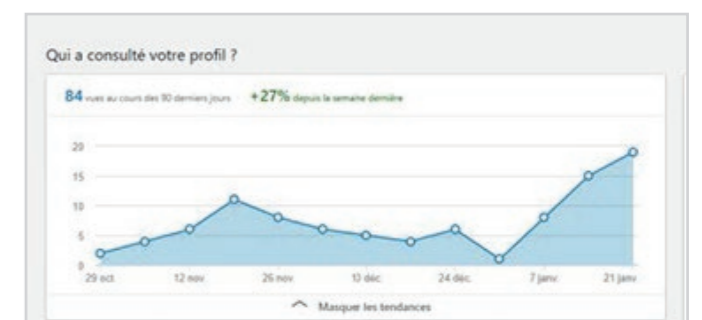 Qui a consulté votre profil ?
84 vues au cours des 90 derniers jours +27% depuis la semaine dernière
20
15
10
5
0
29 oct. 12 nov. 26 nov. 10 déc. 24 déc. 7 janv. 21 janv.
Masquer les tendances